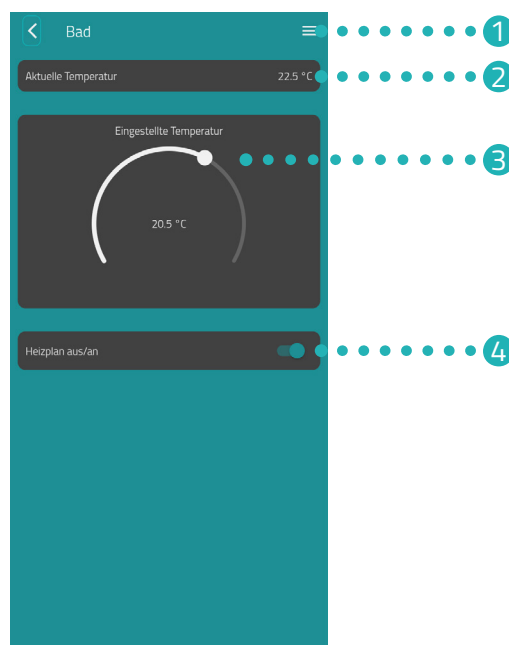 Bad
1
Aktuelle Temperatur 22.5 °C
2
Eingestellte Temperatur
3
20.5 °C
Heizplan aus/an
4